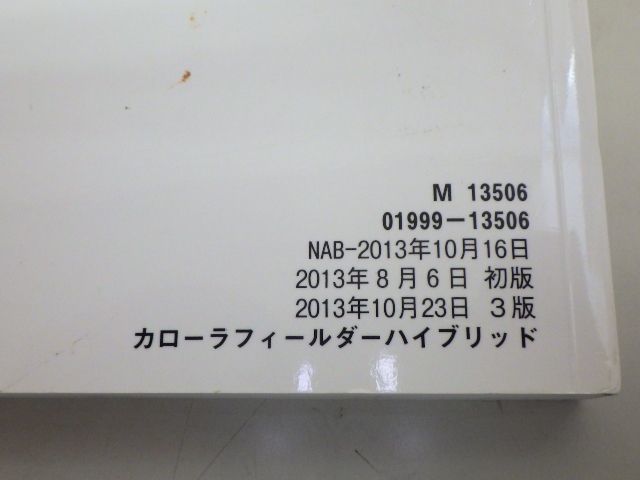 M 13506
01999-13506
NAB-2013年10月16日
2013年8月6日 初版
2013年10月23日 3版
カローラフィールダーハイブリッド